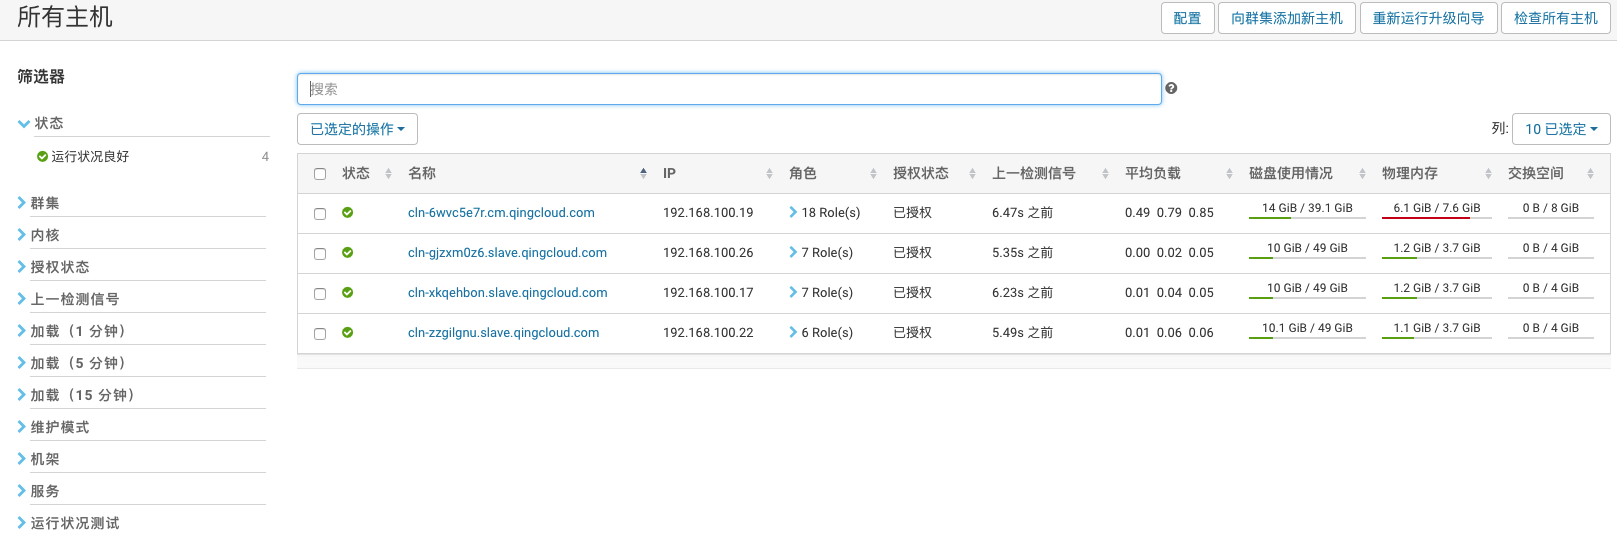 所有主机
配置 向群集添加新主机 重新运行升级向导 检查所有主机
筛选器
状态
运行状况良好 4
群集
内核
授权状态
上一检测信号
加载（1 分钟）
加载（5 分钟）
加载（15 分钟）
维护模式
机架
服务
运行状况测试
搜索
已选定的操作 列: 10 已选定
状态 名称 IP 角色 授权状态 上一检测信号 平均负载 磁盘使用情况 物理内存 交换空间
cln-6wvc5e7r.cm.qingcloud.com 192.168.100.19 18 Role(s) 已授权 6.47s 之前 0.49 0.79 0.85 14 GiB / 39.1 GiB 6.1 GiB / 7.6 GiB 0 B / 8 GiB
cln-gjzxm0z6.slave.qingcloud.com 192.168.100.26 7 Role(s) 已授权 5.35s 之前 0.00 0.02 0.05 10 GiB / 49 GiB 1.2 GiB / 3.7 GiB 0 B / 4 GiB
cln-xkqehbon.slave.qingcloud.com 192.168.100.17 7 Role(s) 已授权 6.23s 之前 0.01 0.04 0.05 10 GiB / 49 GiB 1.2 GiB / 3.7 GiB 0 B / 4 GiB
cln-zzgilgnu.slave.qingcloud.com 192.168.100.22 6 Role(s) 已授权 5.49s 之前 0.01 0.06 0.06 10.1 GiB / 49 GiB 1.1 GiB / 3.7 GiB 0 B / 4 GiB